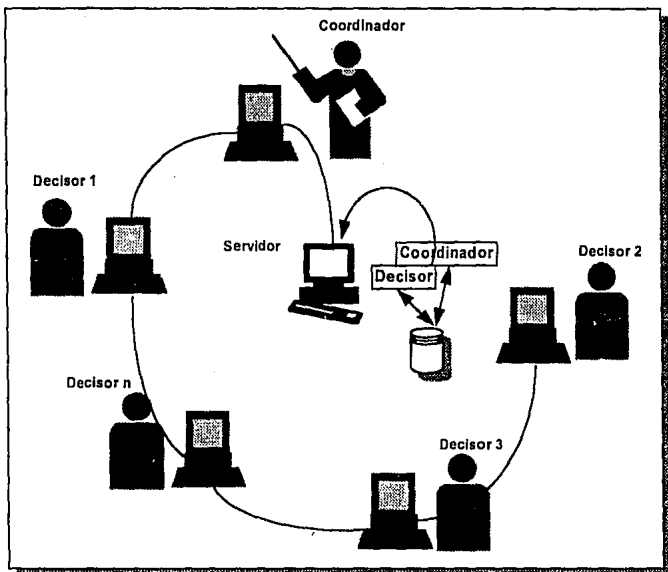 Coordinador
Decisor 1
Servidor
Coordinador
Decisor
Decisor 2
Decisor n
Decisor 3